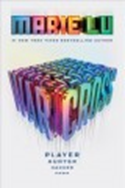 MARIE LU
#1 NEW YORK TIMES BESTSELLING AUTHOR
WARCROSS
PLAYER
HUNTER
HACKER
PAWN